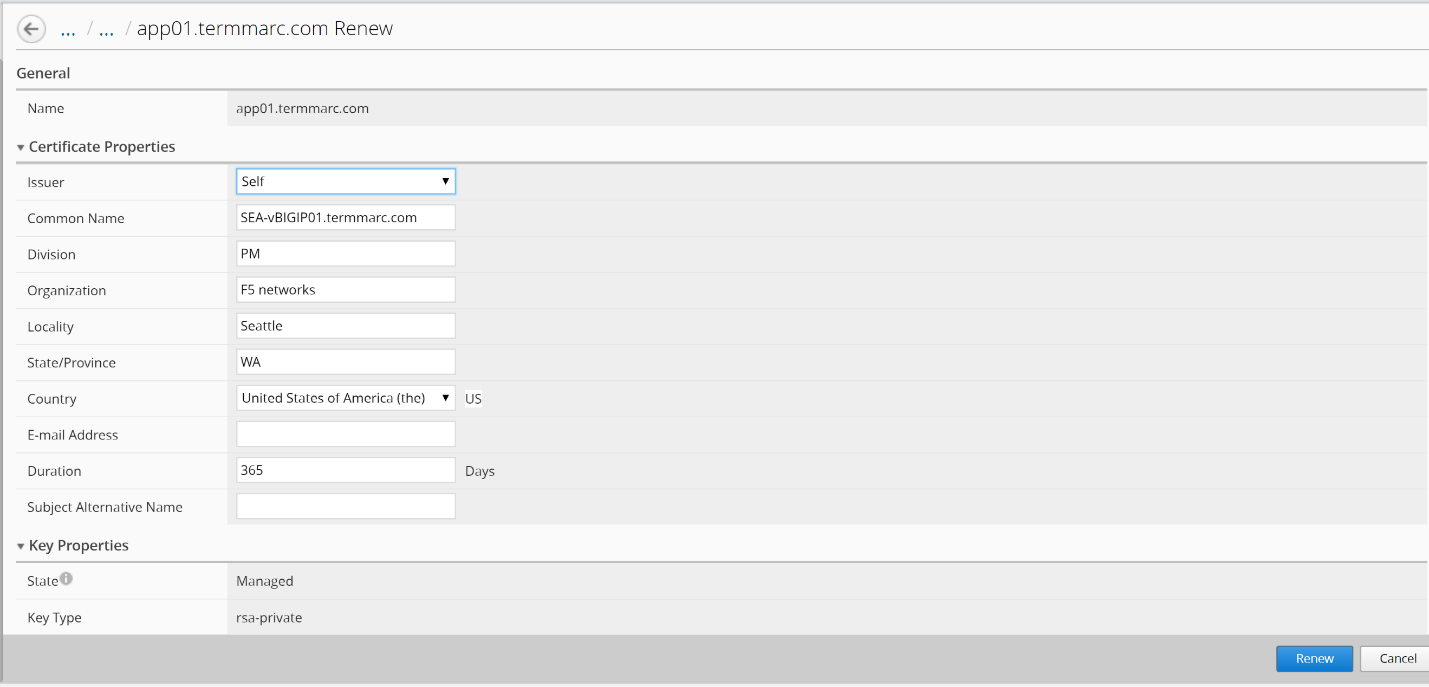 ... / ... / app01.termmarc.com Renew
General
Name app01.termmarc.com
Certificate Properties
Issuer Self
Common Name SEA-vBIGIP01.termmarc.com
Division PM
Organization F5 networks
Locality Seattle
State/Province WA
Country United States of America (the) US
E-mail Address
Duration 365 Days
Subject Alternative Name
Key Properties
State Managed
Key Type rsa-private
Renew Cancel